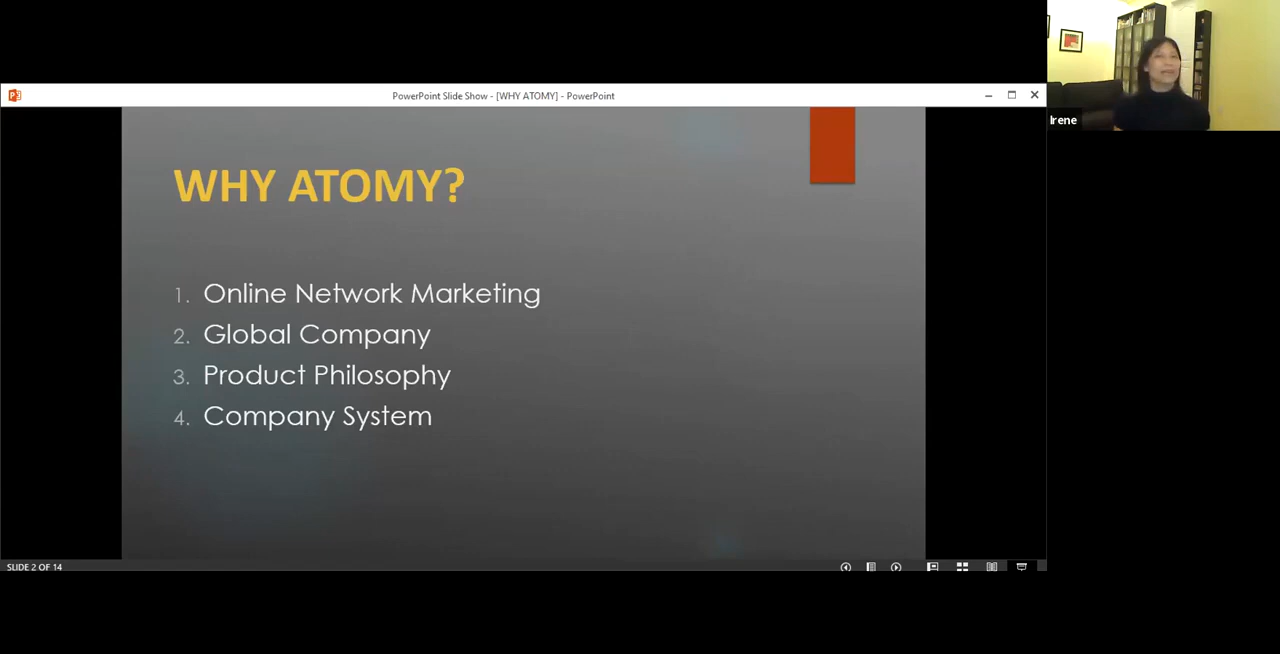 PowerPoint Slide Show - [WHY ATOMY] - PowerPoint
Irene
WHY ATOMY?
1. Online Network Marketing
2. Global Company
3. Product Philosophy
4. Company System
SLIDE 2 OF 14